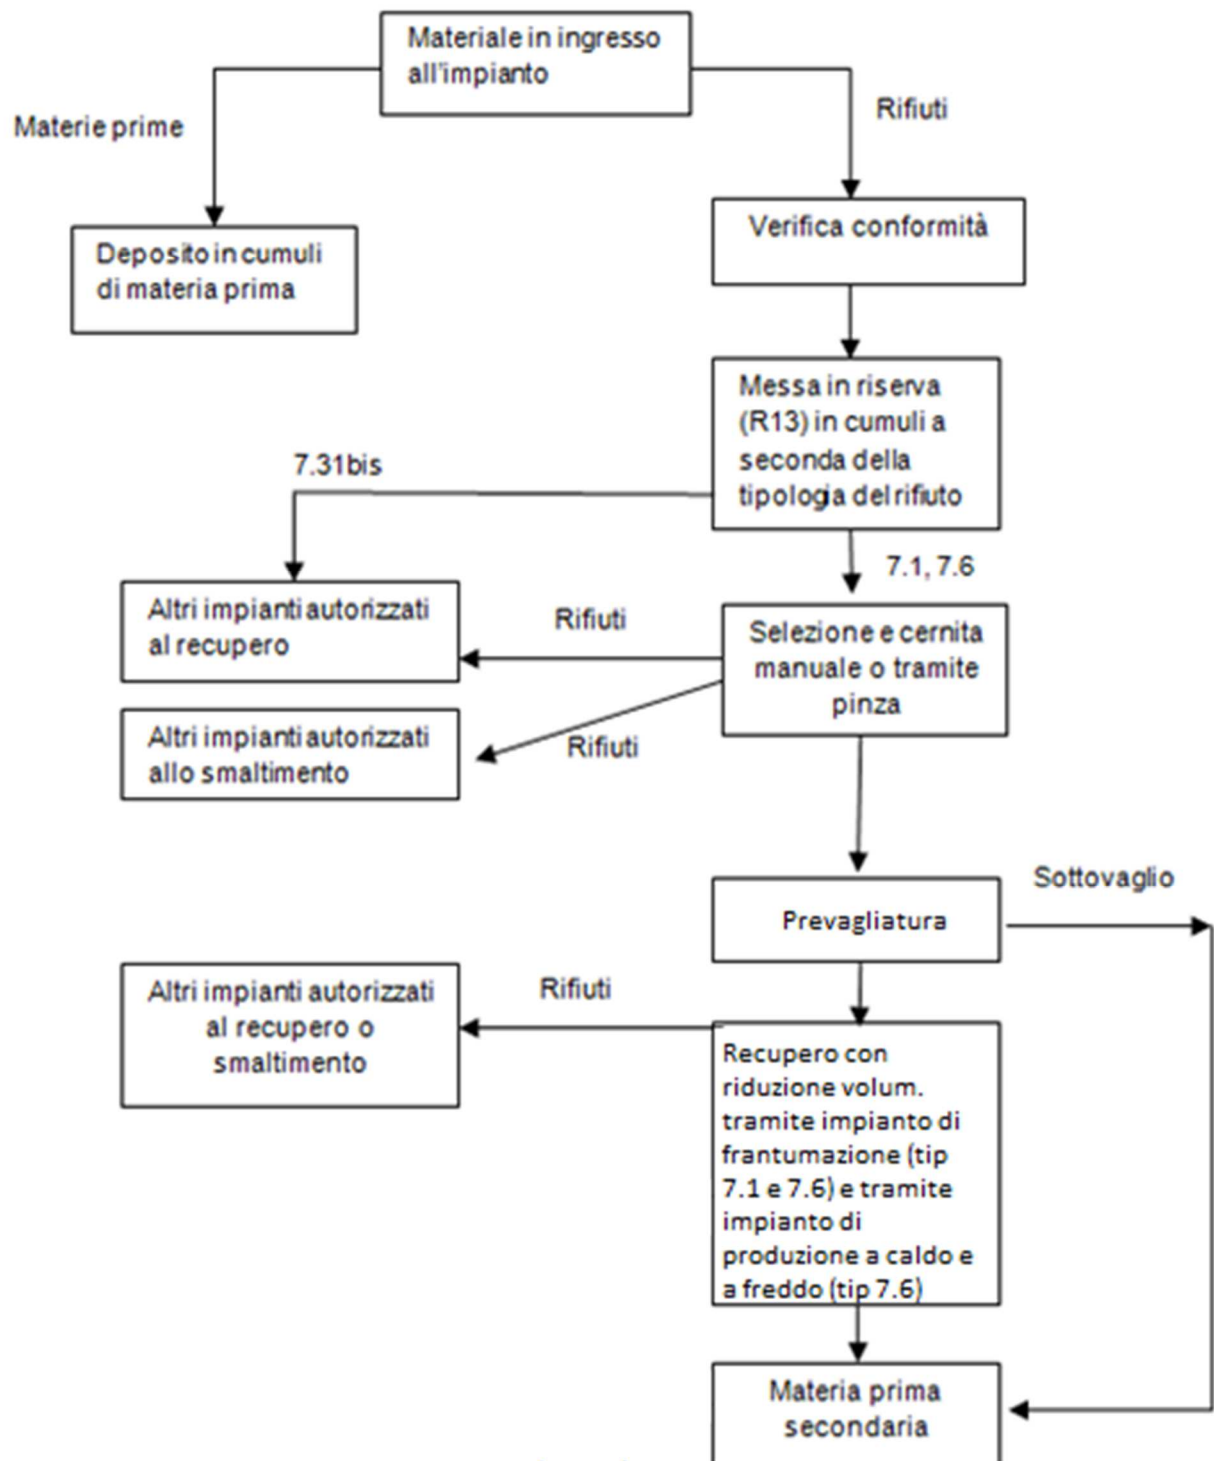 Materiale in ingresso
all'impianto
Materie prime
Rifiuti
Verifica conformità
Deposito in cumuli
di materia prima
Messa in riserva
(R13) in cumuli a
seconda della
tipologia del rifiuto
7.31bis
7.1, 7.6
Altri impianti autorizzati
al recupero
Rifiuti
Selezione e cernita
manuale o tramite
pinza
Altri impianti autorizzati
allo smaltimento
Rifiuti
Sottovaglio
Prevagliatura
Altri impianti autorizzati
al recupero o
smaltimento
Rifiuti
Recupero con
riduzione volum.
tramite impianto di
frantumazione (tip
7.1 e 7.6) e tramite
impianto di
produzione a caldo e
a freddo (tip 7.6)
Materia prima
secondaria